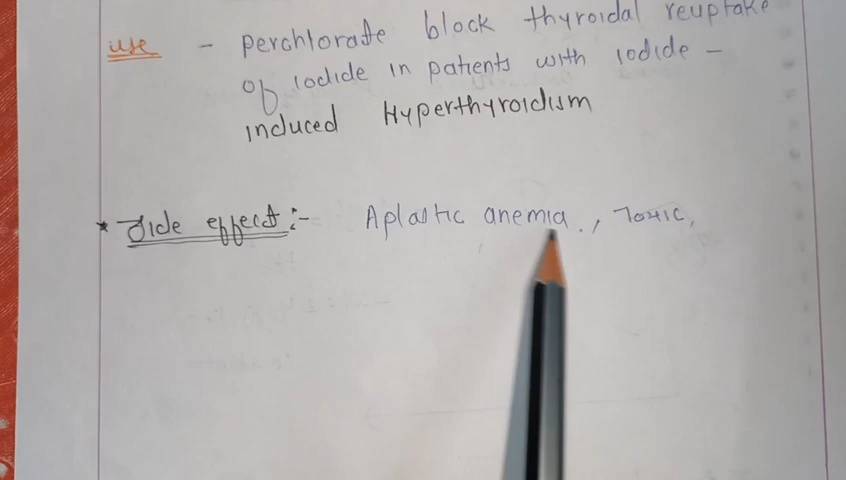 use - perchlorate block thyroidal reuptake
of iodide in patients with iodide -
induced Hyperthyroidism
* Side effect :- Aplastic anemia., Toxic,